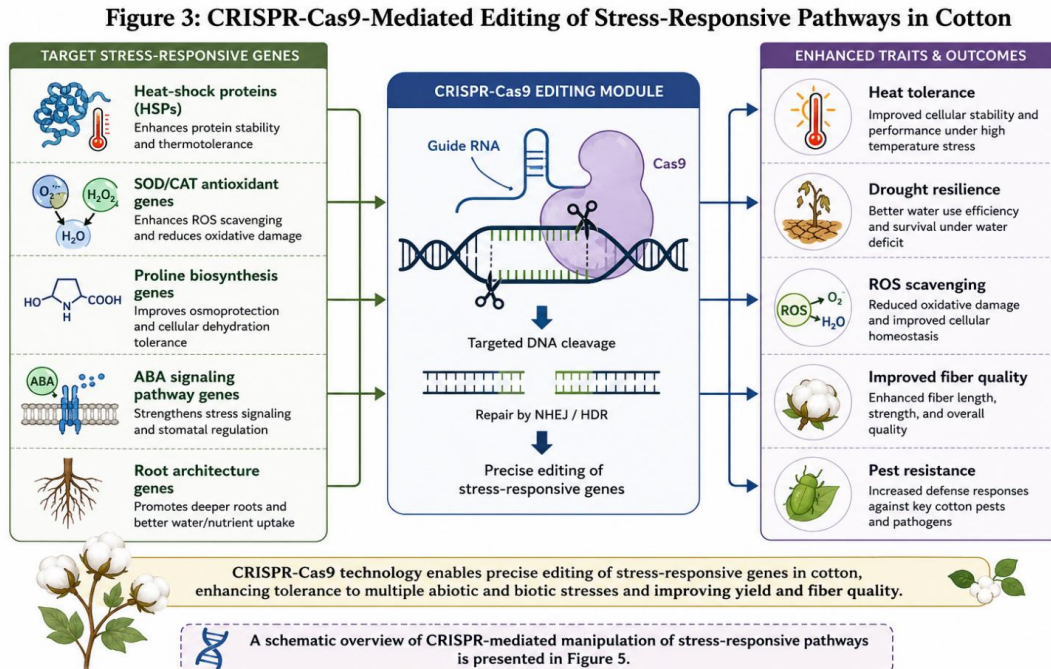 Figure 3: CRISPR-Cas9-Mediated Editing of Stress-Responsive Pathways in Cotton
TARGET STRESS-RESPONSIVE GENES
Heat-shock proteins
(HSPs)
Enhances protein stability
and thermotolerance
O₂·⁻
H₂O₂
H₂O
SOD/CAT antioxidant
genes
Enhances ROS scavenging
and reduces oxidative damage
HO
N
H
COOH
Proline biosynthesis
genes
Improves osmoprotection
and cellular dehydration
tolerance
ABA
ABA signaling
pathway genes
Strengthens stress signaling
and stomatal regulation
Root architecture
genes
Promotes deeper roots and
better water/nutrient uptake
CRISPR-Cas9 EDITING MODULE
Guide RNA
Cas9
Targeted DNA cleavage
Repair by NHEJ / HDR
Precise editing of
stress-responsive genes
ENHANCED TRAITS & OUTCOMES
Heat tolerance
Improved cellular stability and
performance under high
temperature stress
Drought resilience
Better water use efficiency
and survival under water
deficit
ROS
O₂⁻
H₂O
ROS scavenging
Reduced oxidative damage
and improved cellular
homeostasis
Improved fiber quality
Enhanced fiber length,
strength, and overall
quality
Pest resistance
Increased defense responses
against key cotton pests
and pathogens
CRISPR-Cas9 technology enables precise editing of stress-responsive genes in cotton,
enhancing tolerance to multiple abiotic and biotic stresses and improving yield and fiber quality.
A schematic overview of CRISPR-mediated manipulation of stress-responsive pathways
is presented in Figure 5.